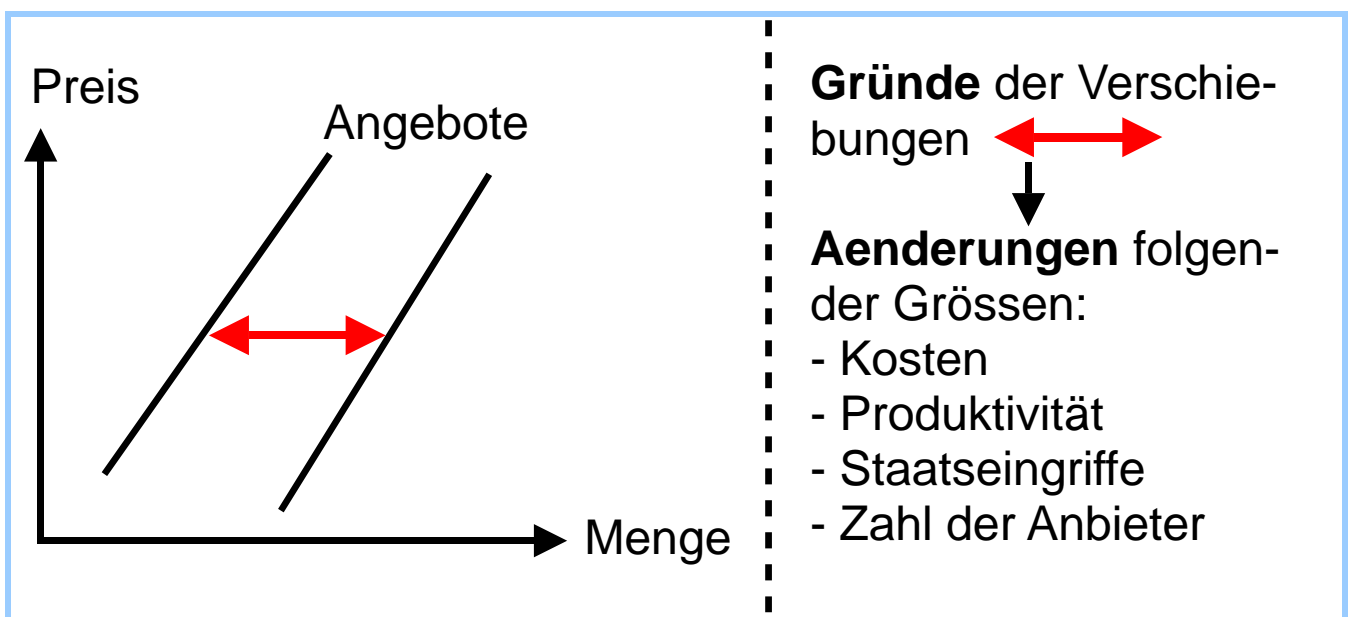 Preis
Angebote
Menge
Gründe der Verschie-
bungen
Aenderungen folgen-
der Grössen:
- Kosten
- Produktivität
- Staatseingriffe
- Zahl der Anbieter